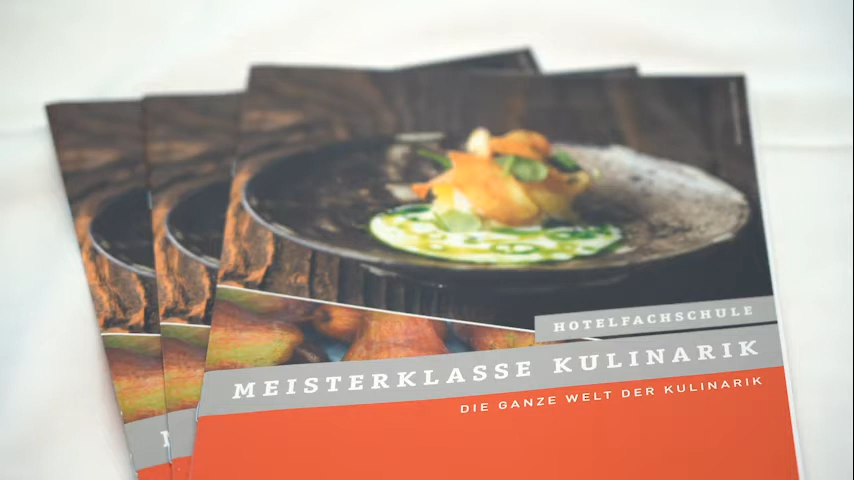 HOTELFACHSCHULE
MEISTERKLASSE KULINARIK
DIE GANZE WELT DER KULINARIK
M